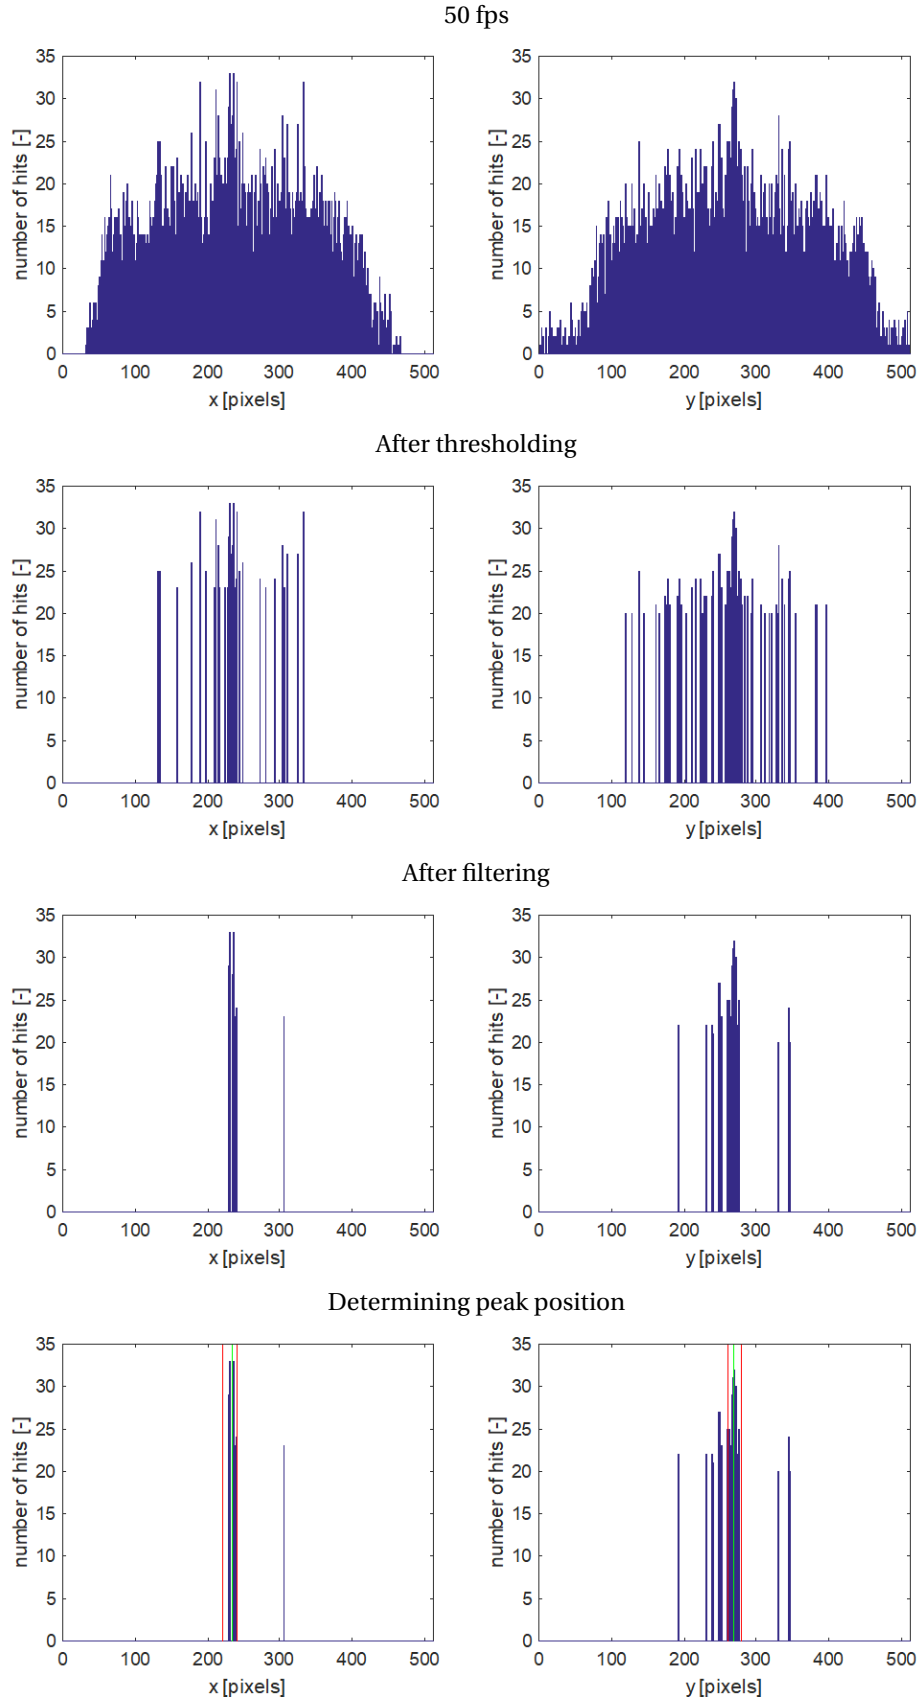 50 fps
35
30
25
20
15
10
5
0
number of hits [-]
0 100 200 300 400 500
x [pixels]
35
30
25
20
15
10
5
0
number of hits [-]
0 100 200 300 400 500
y [pixels]
After thresholding
35
30
25
20
15
10
5
0
number of hits [-]
0 100 200 300 400 500
x [pixels]
35
30
25
20
15
10
5
0
number of hits [-]
0 100 200 300 400 500
y [pixels]
After filtering
35
30
25
20
15
10
5
0
number of hits [-]
0 100 200 300 400 500
x [pixels]
35
30
25
20
15
10
5
0
number of hits [-]
0 100 200 300 400 500
y [pixels]
Determining peak position
35
30
25
20
15
10
5
0
number of hits [-]
0 100 200 300 400 500
x [pixels]
35
30
25
20
15
10
5
0
number of hits [-]
0 100 200 300 400 500
y [pixels]